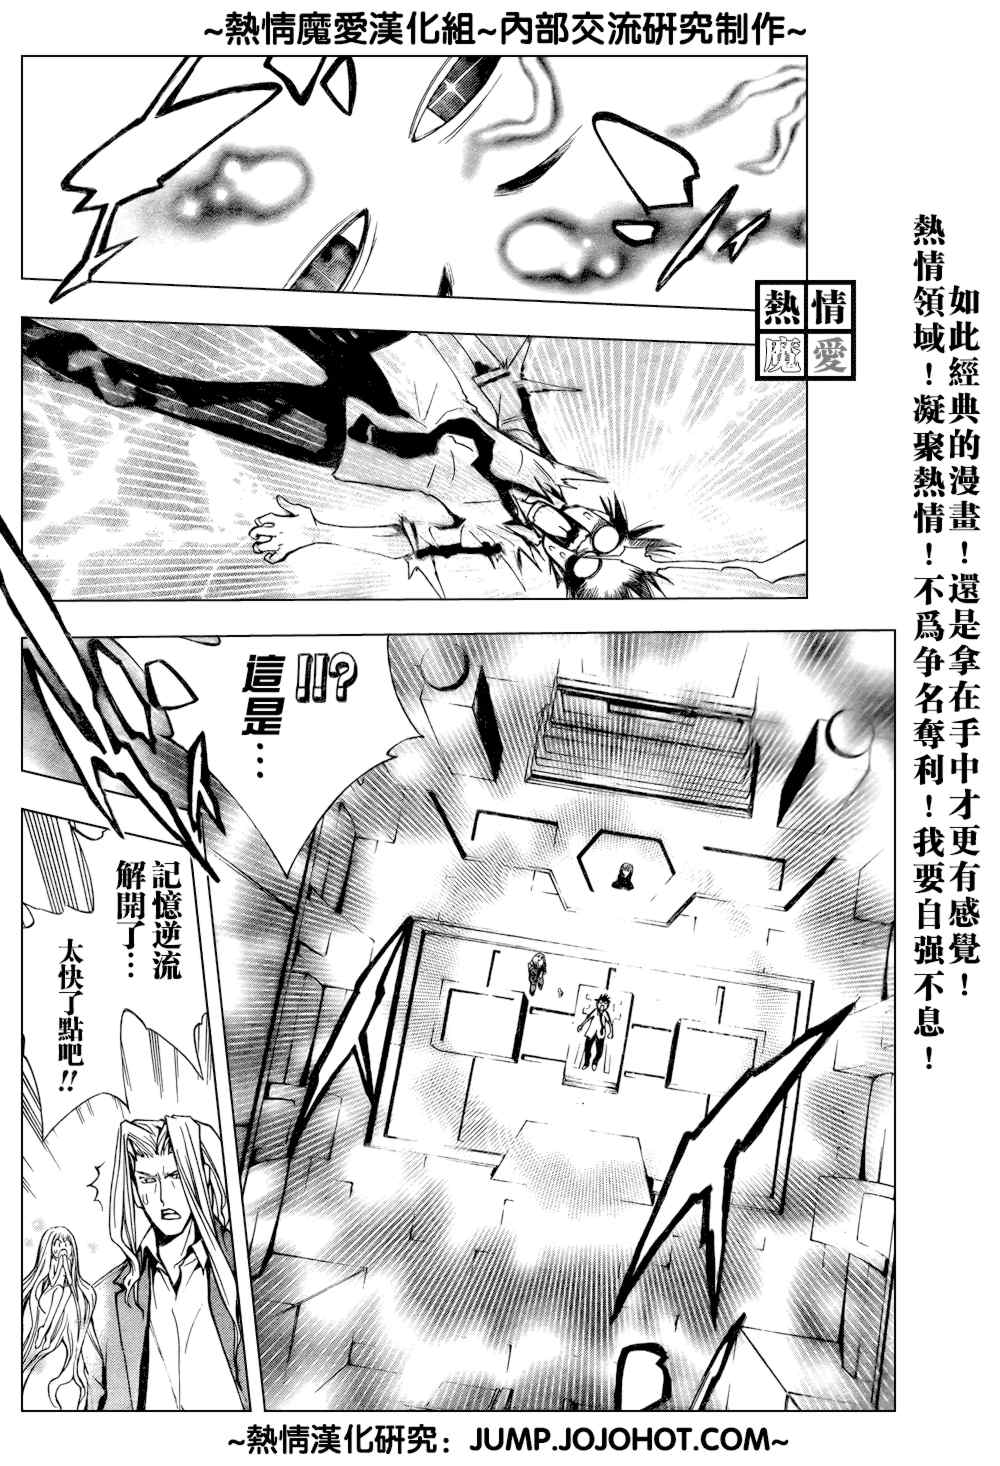 ~熱情魔愛漢化組~內部交流研究制作~
熱情
魔愛
如此經典的漫畫！還是拿在手中才更有感覺！
熱情領域！凝聚熱情！不爲争名奪利！我要自强不息！
!!?
這是…
記憶逆流
解開了…
太快了點吧!!
~熱情漢化研究：JUMP.JOJOHOT.COM~